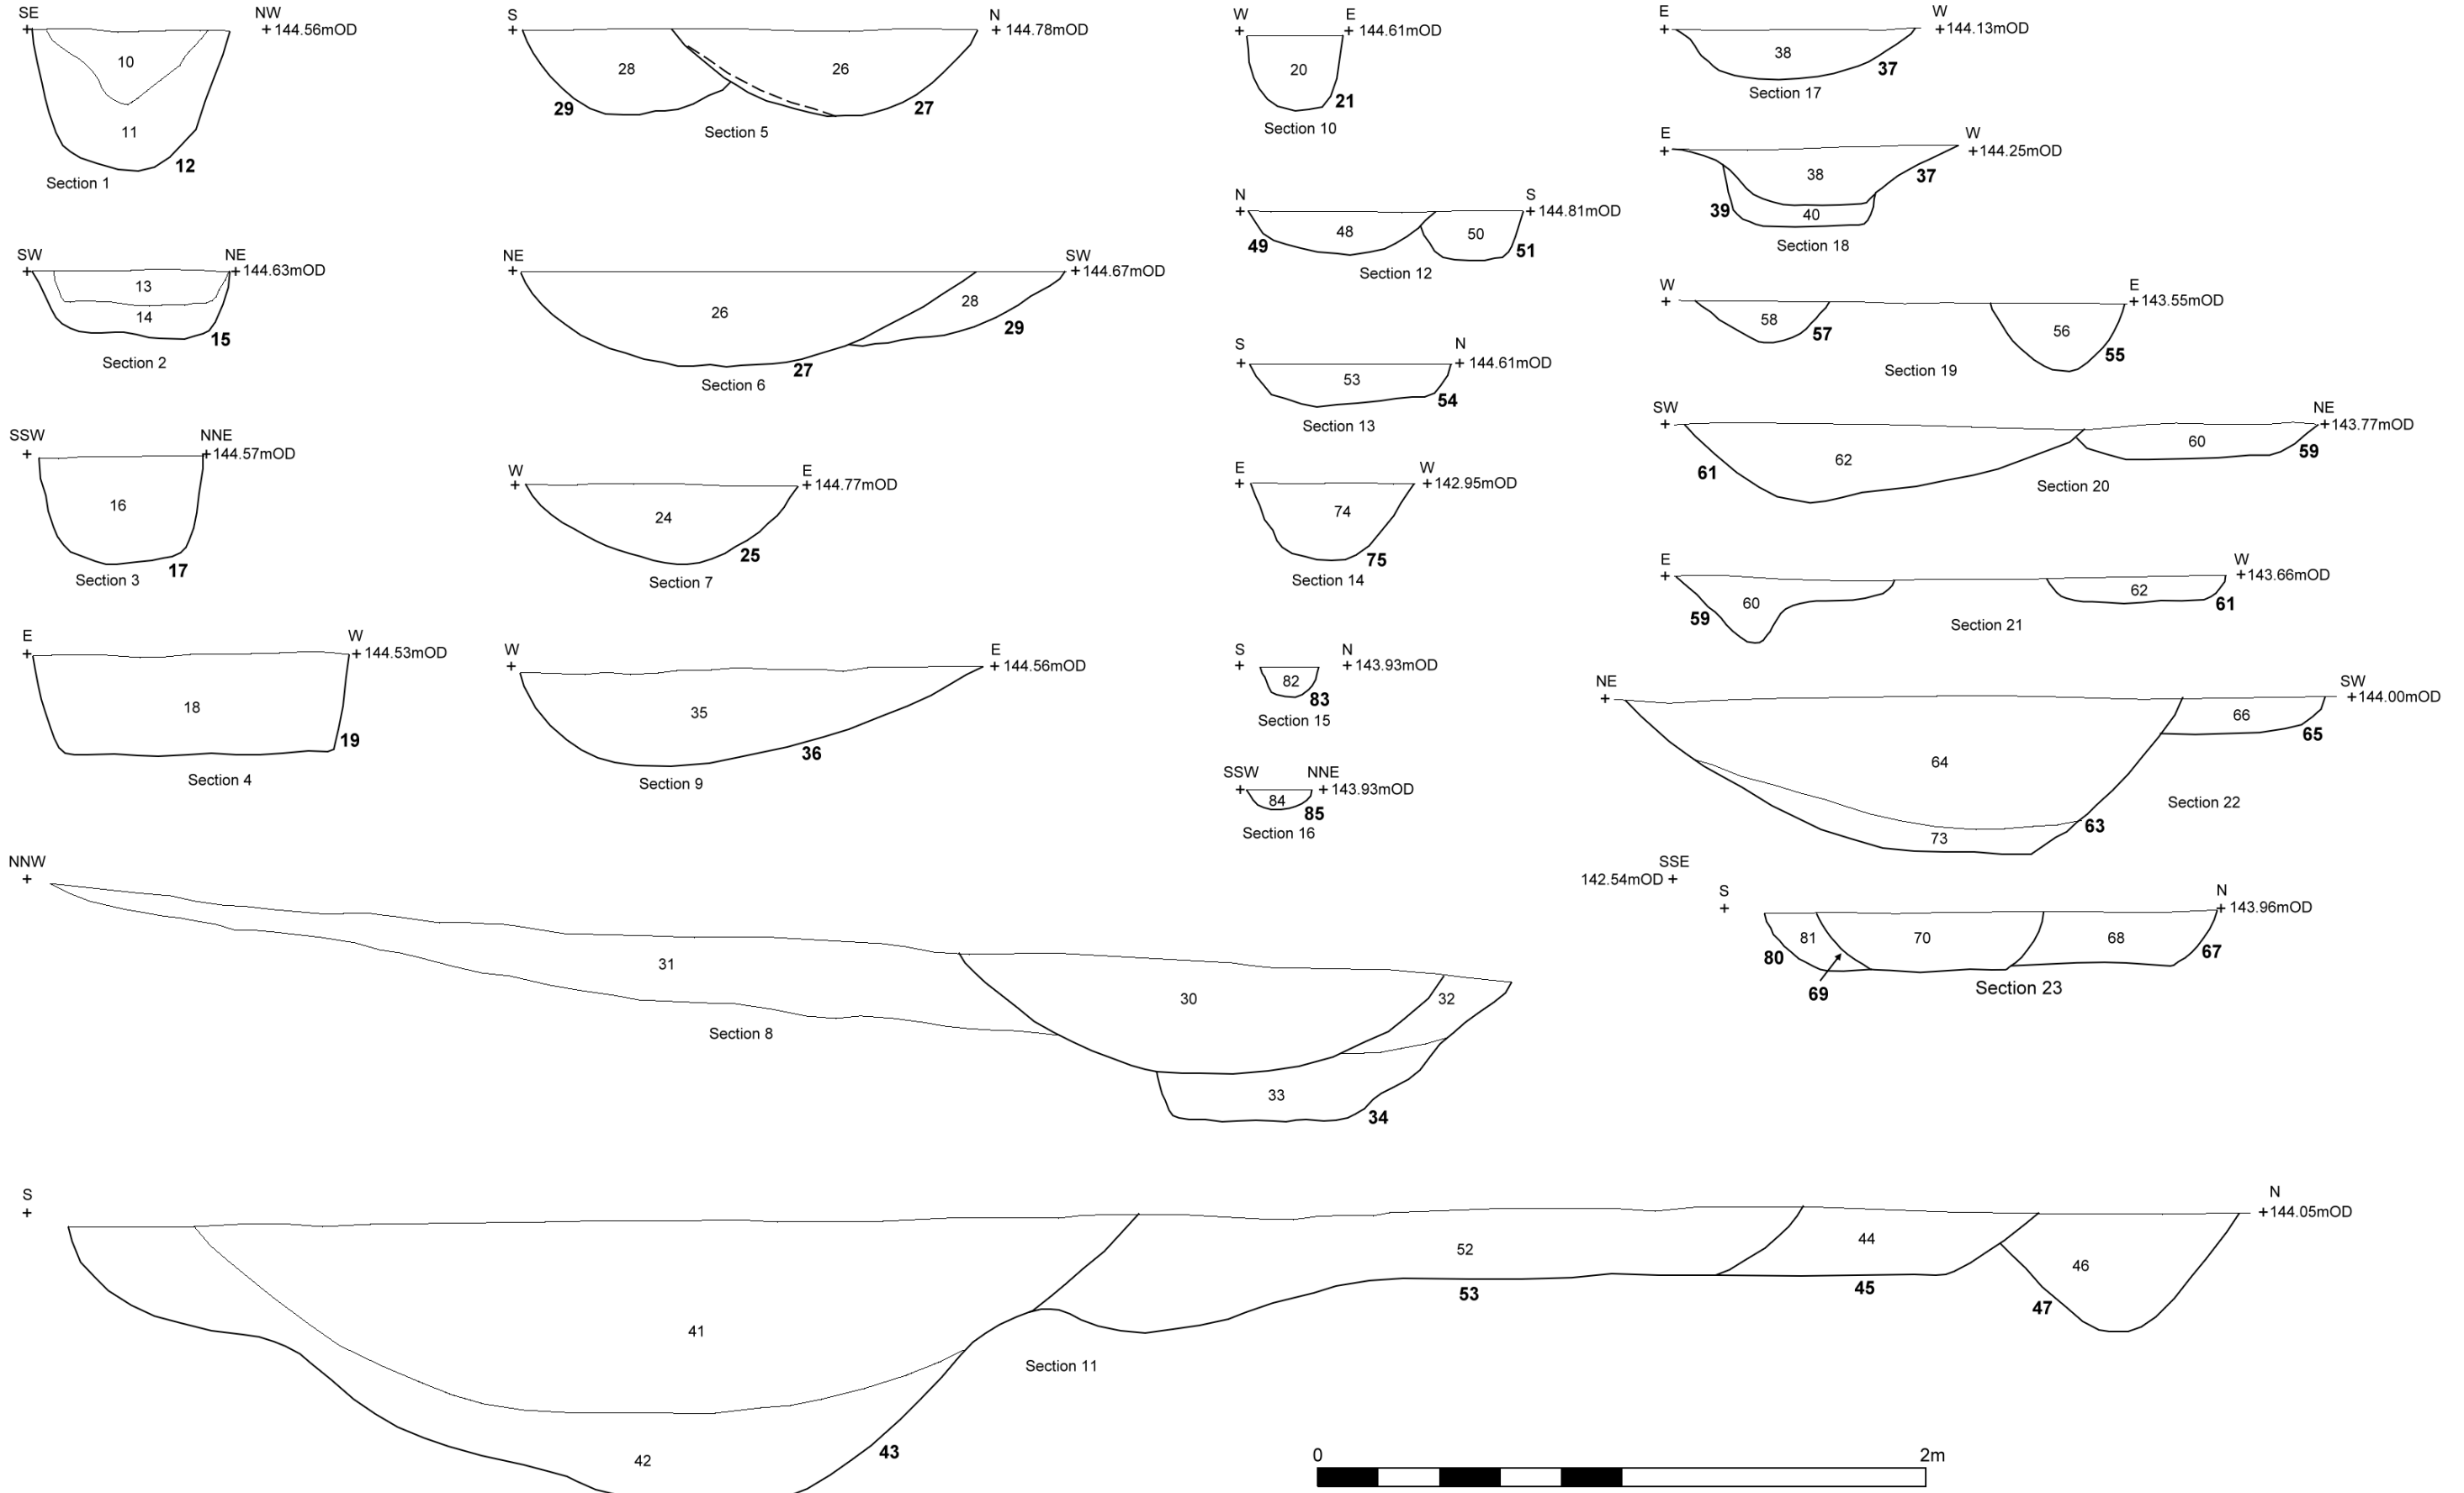 SE NW
+ +144.56mOD
10
11
12
Section 1
SW NE
+ +144.63mOD
13
14
15
Section 2
SSW NNE
+ +144.57mOD
16
17
Section 3
E W
+ +144.53mOD
18
19
Section 4
S N
+ +144.78mOD
28 26
29 27
Section 5
NE SW
+ +144.67mOD
26 28
29
27
Section 6
W E
+ +144.77mOD
24
25
Section 7
W E
+ +144.56mOD
35
36
Section 9
W E
+ +144.61mOD
20
21
Section 10
N S
+ +144.81mOD
48 50
49 51
Section 12
S N
+ +144.61mOD
53
54
Section 13
E W
+ +142.95mOD
74
75
Section 14
S N
+ +143.93mOD
82
83
Section 15
SSW NNE
+ +143.93mOD
84
85
Section 16
E W
+ +144.13mOD
38
37
Section 17
E W
+ +144.25mOD
38
37
39 40
Section 18
W E
+ +143.55mOD
58 56
57 55
Section 19
SW NE
+ +143.77mOD
62 60
61 59
Section 20
E W
+ +143.66mOD
60 62
59 61
Section 21
NE SW
+ +144.00mOD
66
65
64
Section 22
63
73
NNW SSE
+ 142.54mOD +
31
30 32
Section 8
33
34
S N
+ +143.96mOD
81 70 68
80 67
69
Section 23
S N
+ +144.05mOD
52 44
46
53 45 47
41
Section 11
42 43
0 2m